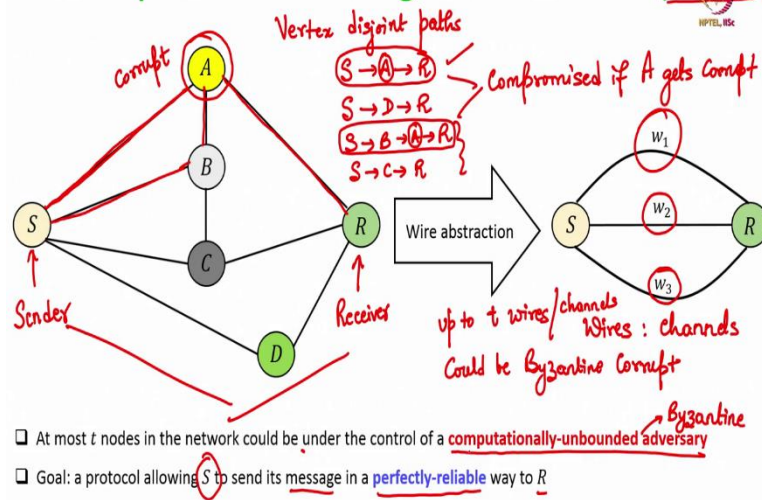 NPTEL, IISc
Vertex disjoint paths
Corrupt
A
S → A → R
Compromised if A gets Corrupt
S → D → R
S → B → A → R
S → C → R
B
S
C
R
D
Wire abstraction
S
w1
w2
w3
R
Sender
Receiver
up to t wires/channels
Wires : channels
Could be Byzantine Corrupt
Byzantine
❑ At most t nodes in the network could be under the control of a computationally-unbounded adversary
❑ Goal: a protocol allowing S to send its message in a perfectly-reliable way to R